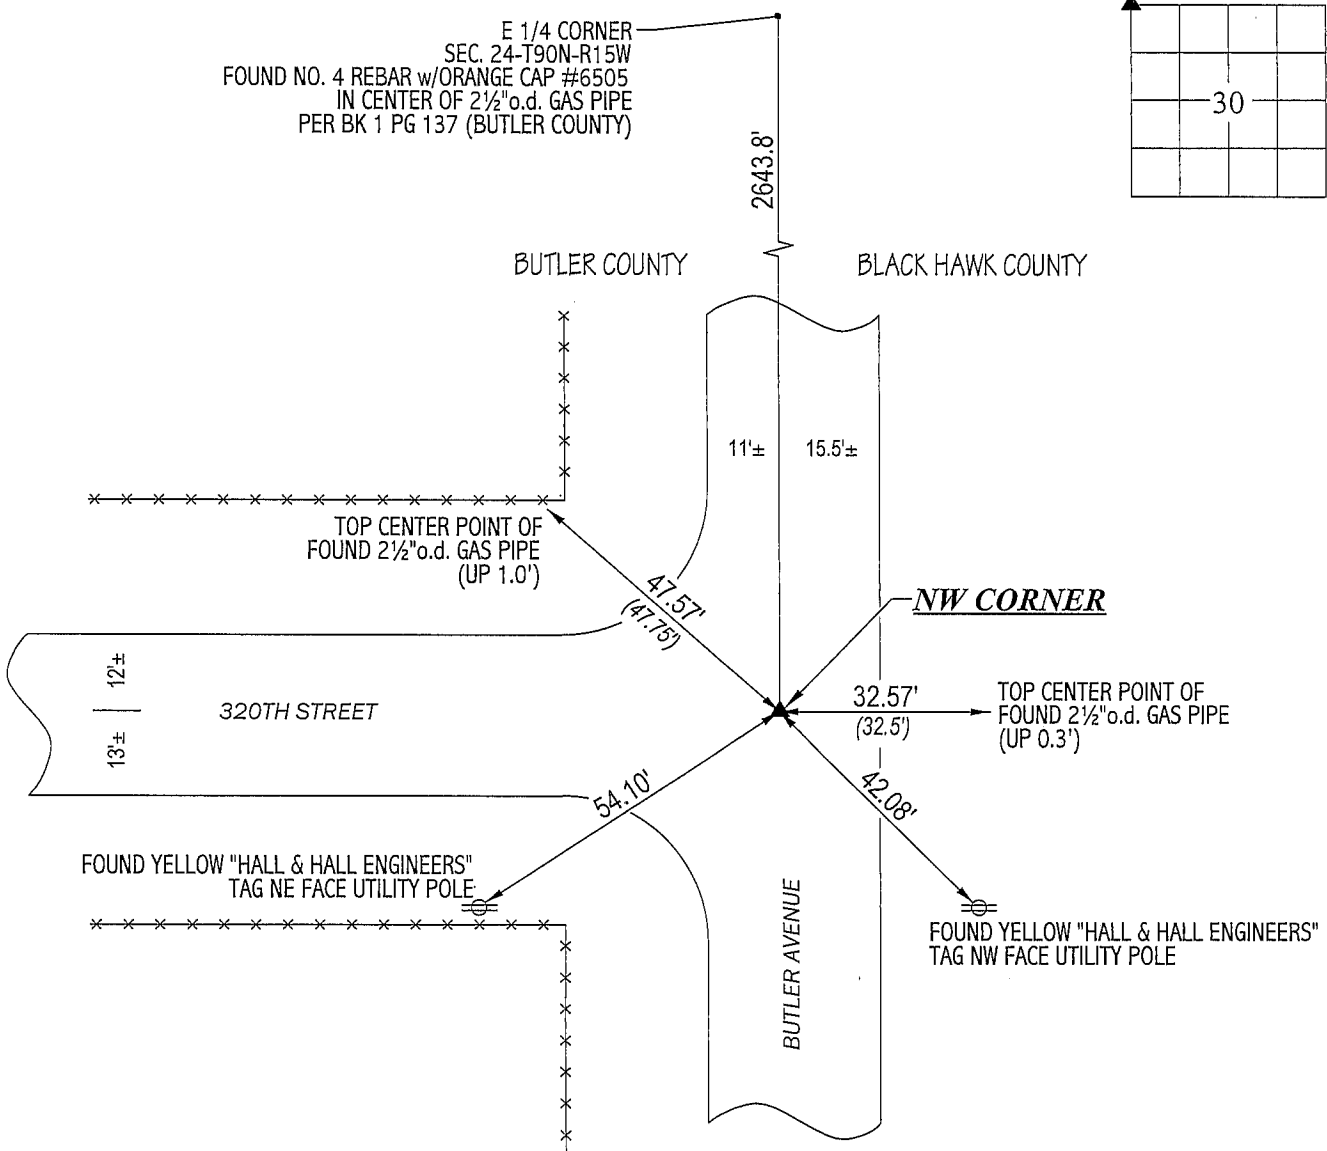 E 1/4 CORNER
SEC. 24-T90N-R15W
FOUND NO. 4 REBAR w/ORANGE CAP #6505
IN CENTER OF 2½"o.d. GAS PIPE
PER BK 1 PG 137 (BUTLER COUNTY)
30
2643.8'
BUTLER COUNTY
BLACK HAWK COUNTY
11'±
15.5'±
TOP CENTER POINT OF
FOUND 2½"o.d. GAS PIPE
(UP 1.0')
47.57'
(47.75')
NW CORNER
12'±
13'±
320TH STREET
32.57'
(32.5')
TOP CENTER POINT OF
FOUND 2½"o.d. GAS PIPE
(UP 0.3')
54.10'
42.08'
FOUND YELLOW "HALL & HALL ENGINEERS"
TAG NE FACE UTILITY POLE
BUTLER AVENUE
FOUND YELLOW "HALL & HALL ENGINEERS"
TAG NW FACE UTILITY POLE